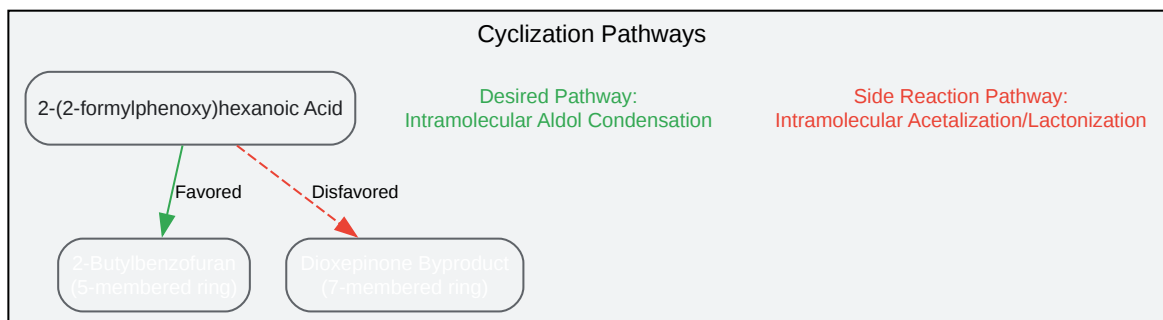 Cyclization Pathways
2-(2-formylphenoxy)hexanoic Acid
Desired Pathway:
Intramolecular Aldol Condensation
Side Reaction Pathway:
Intramolecular Acetalization/Lactonization
Favored
Disfavored
2-Butylbenzofuran
(5-membered ring)
Dioxepinone Byproduct
(7-membered ring)